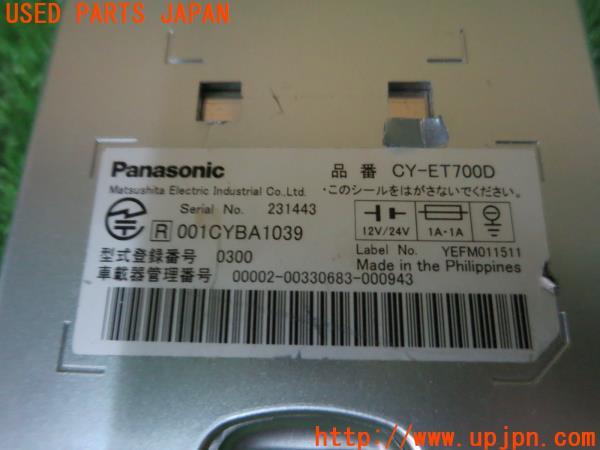 USED PARTS JAPAN
Panasonic 品番 CY-ET700D
Matsushita Electric Industrial Co.,Ltd. ・このシールをはがさないでください。
Serial No. 231443
R 001CYBA1039 12V/24V 1A・1A
型式登録番号 0300 Label No. YEFM011511
車載器管理番号 00002-00330683-000943 Made in the Philippines
http://www.upjpn.com